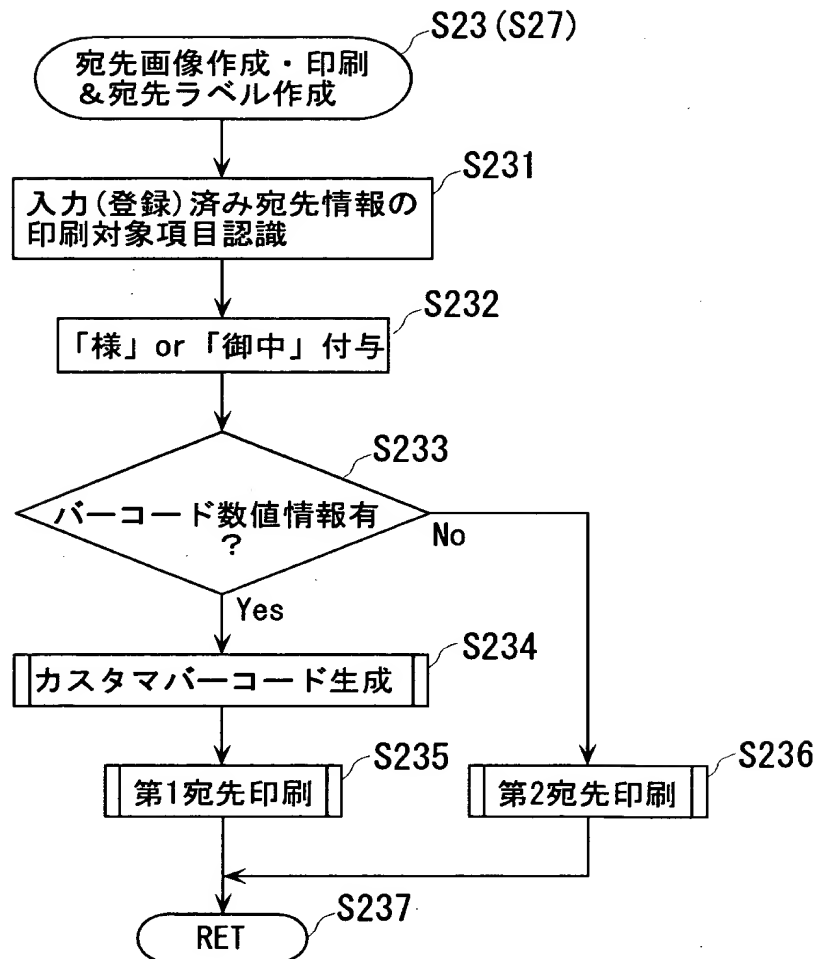 S23(S27)
宛先画像作成・印刷
&宛先ラベル作成
S231
入力(登録)済み宛先情報の
印刷対象項目認識
S232
「様」or「御中」付与
S233
バーコード数値情報有
?
No
Yes
S234
カスタマバーコード生成
S235
第1宛先印刷
S236
第2宛先印刷
S237
RET